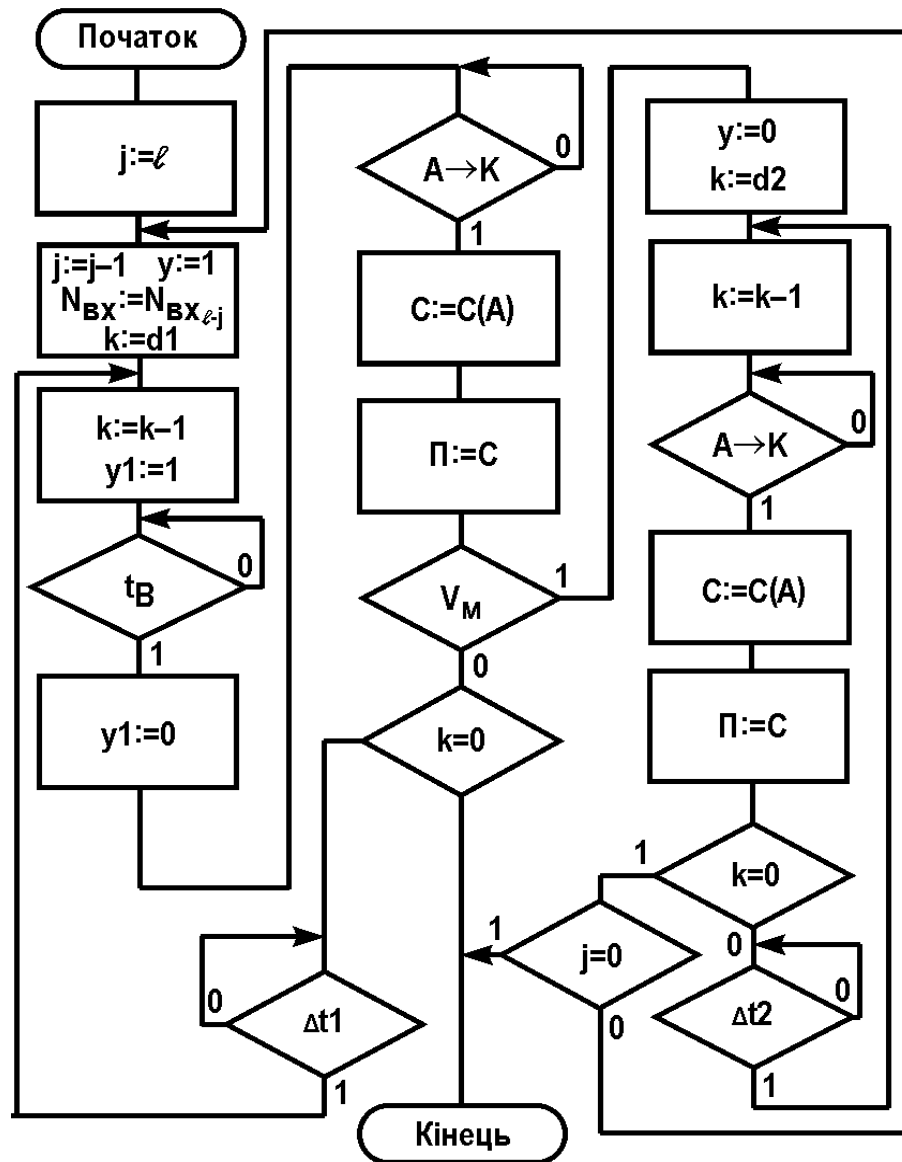 Початок
j:=ℓ
j:=j–1 y:=1
NВХ:=NВХℓ-j
k:=d1
k:=k–1
y1:=1
0
tВ
1
y1:=0
A→K
0
1
C:=C(A)
П:=C
VМ
1
0
k=0
0
Δt1
1
y:=0
k:=d2
k:=k–1
A→K
0
1
C:=C(A)
П:=C
1
k=0
0
1
j=0
0
Δt2
0
1
Кінець